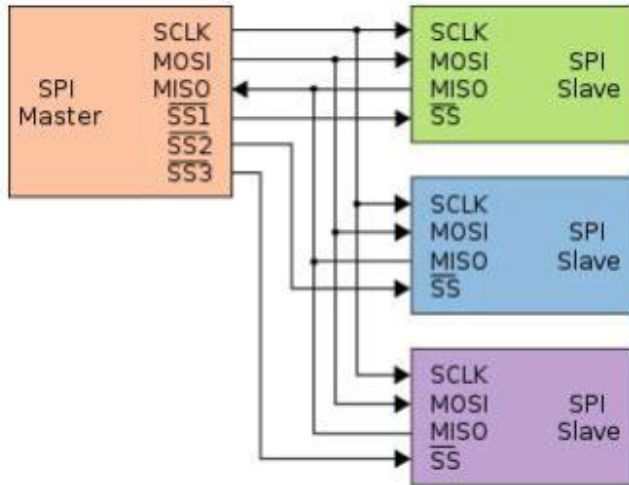 SPI
Master
SCLK
MOSI
MISO
SS1
SS2
SS3
SCLK
MOSI
MISO
SS
SPI
Slave
SCLK
MOSI
MISO
SS
SPI
Slave
SCLK
MOSI
MISO
SS
SPI
Slave